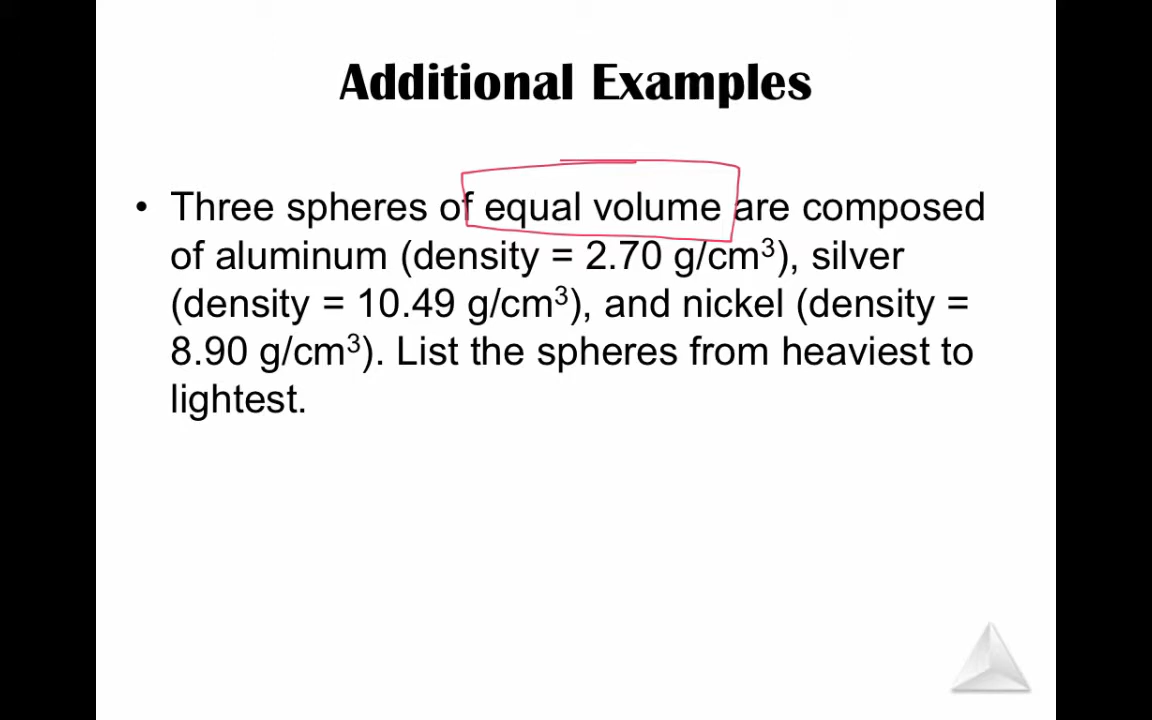 Additional Examples
• Three spheres of equal volume are composed
of aluminum (density = 2.70 g/cm³), silver
(density = 10.49 g/cm³), and nickel (density =
8.90 g/cm³). List the spheres from heaviest to
lightest.